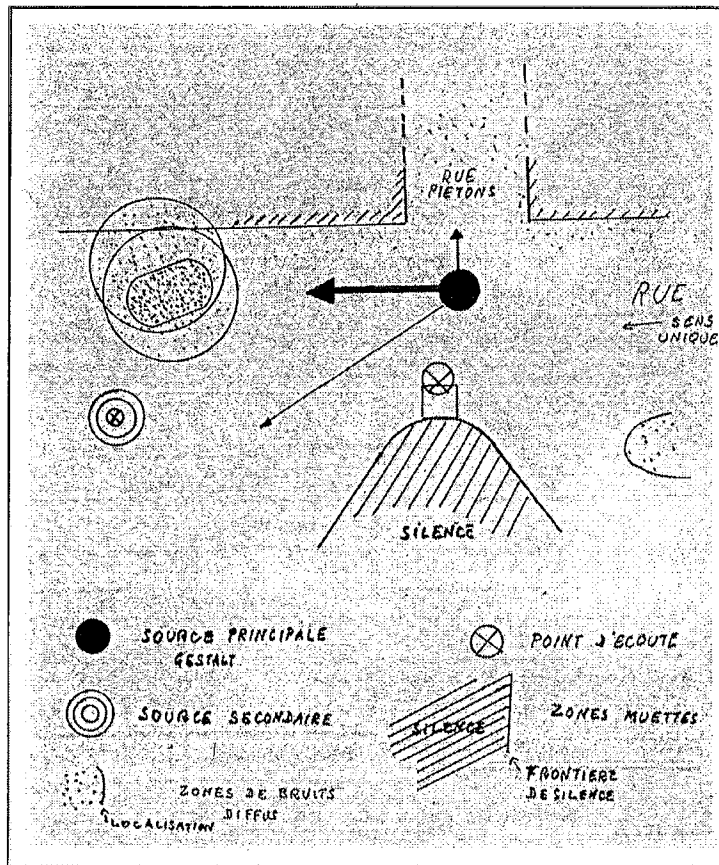 RUE
PIETONS
RUE
SENS
UNIQUE
SILENCE
SOURCE PRINCIPALE
GESTALT.
POINT D'ECOUTE
SOURCE SECONDAIRE
SILENCE
ZONES MUETTES
ZONES DE BRUITS
DIFFUS
LOCALISATION
FRONTIERE
DE SILENCE